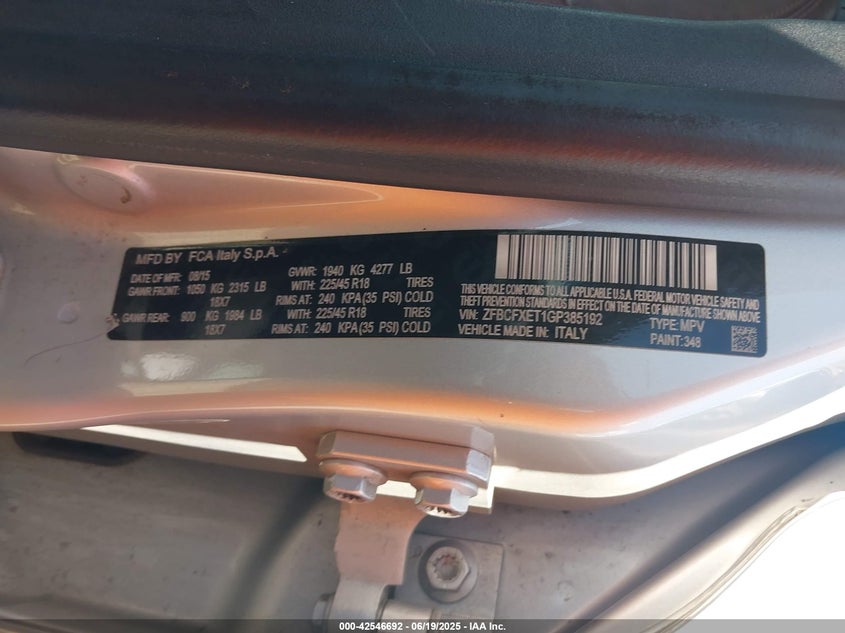 MFD BY FCA Italy S.p.A.
DATE OF MFD: 08/15 GVWR: 1940 KG 4277 LB
GAWR FRONT: 1050 KG 2315 LB WITH: 225/45 R18 TIRES
18X7 RIMS AT: 240 KPA(35 PSI) COLD
GAWR REAR: 900 KG 1984 LB WITH: 225/45 R18 TIRES
18X7 RIMS AT: 240 KPA(35 PSI) COLD
THIS VEHICLE CONFORMS TO ALL APPLICABLE U.S.A. FEDERAL MOTOR VEHICLE SAFETY AND
THEFT PREVENTION STANDARDS IN EFFECT ON THE DATE OF MANUFACTURE SHOWN ABOVE
VIN: ZFBCFXET1GP385192 TYPE: MPV
VEHICLE MADE IN: ITALY PAINT: 348
000-42546692 - 06/19/2025 - IAA Inc.